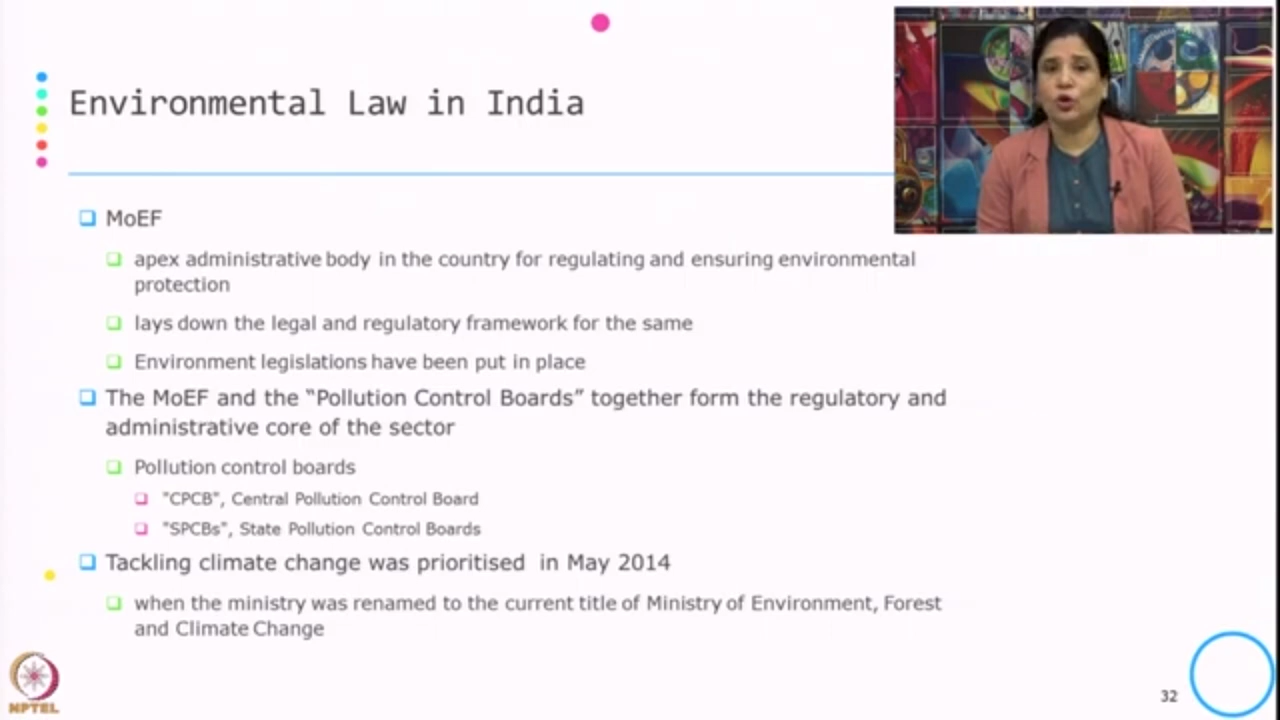 Environmental Law in India
MoEF
apex administrative body in the country for regulating and ensuring environmental
protection
lays down the legal and regulatory framework for the same
Environment legislations have been put in place
The MoEF and the “Pollution Control Boards” together form the regulatory and
administrative core of the sector
Pollution control boards
"CPCB", Central Pollution Control Board
"SPCBs", State Pollution Control Boards
Tackling climate change was prioritised in May 2014
when the ministry was renamed to the current title of Ministry of Environment, Forest
and Climate Change
NPTEL
32